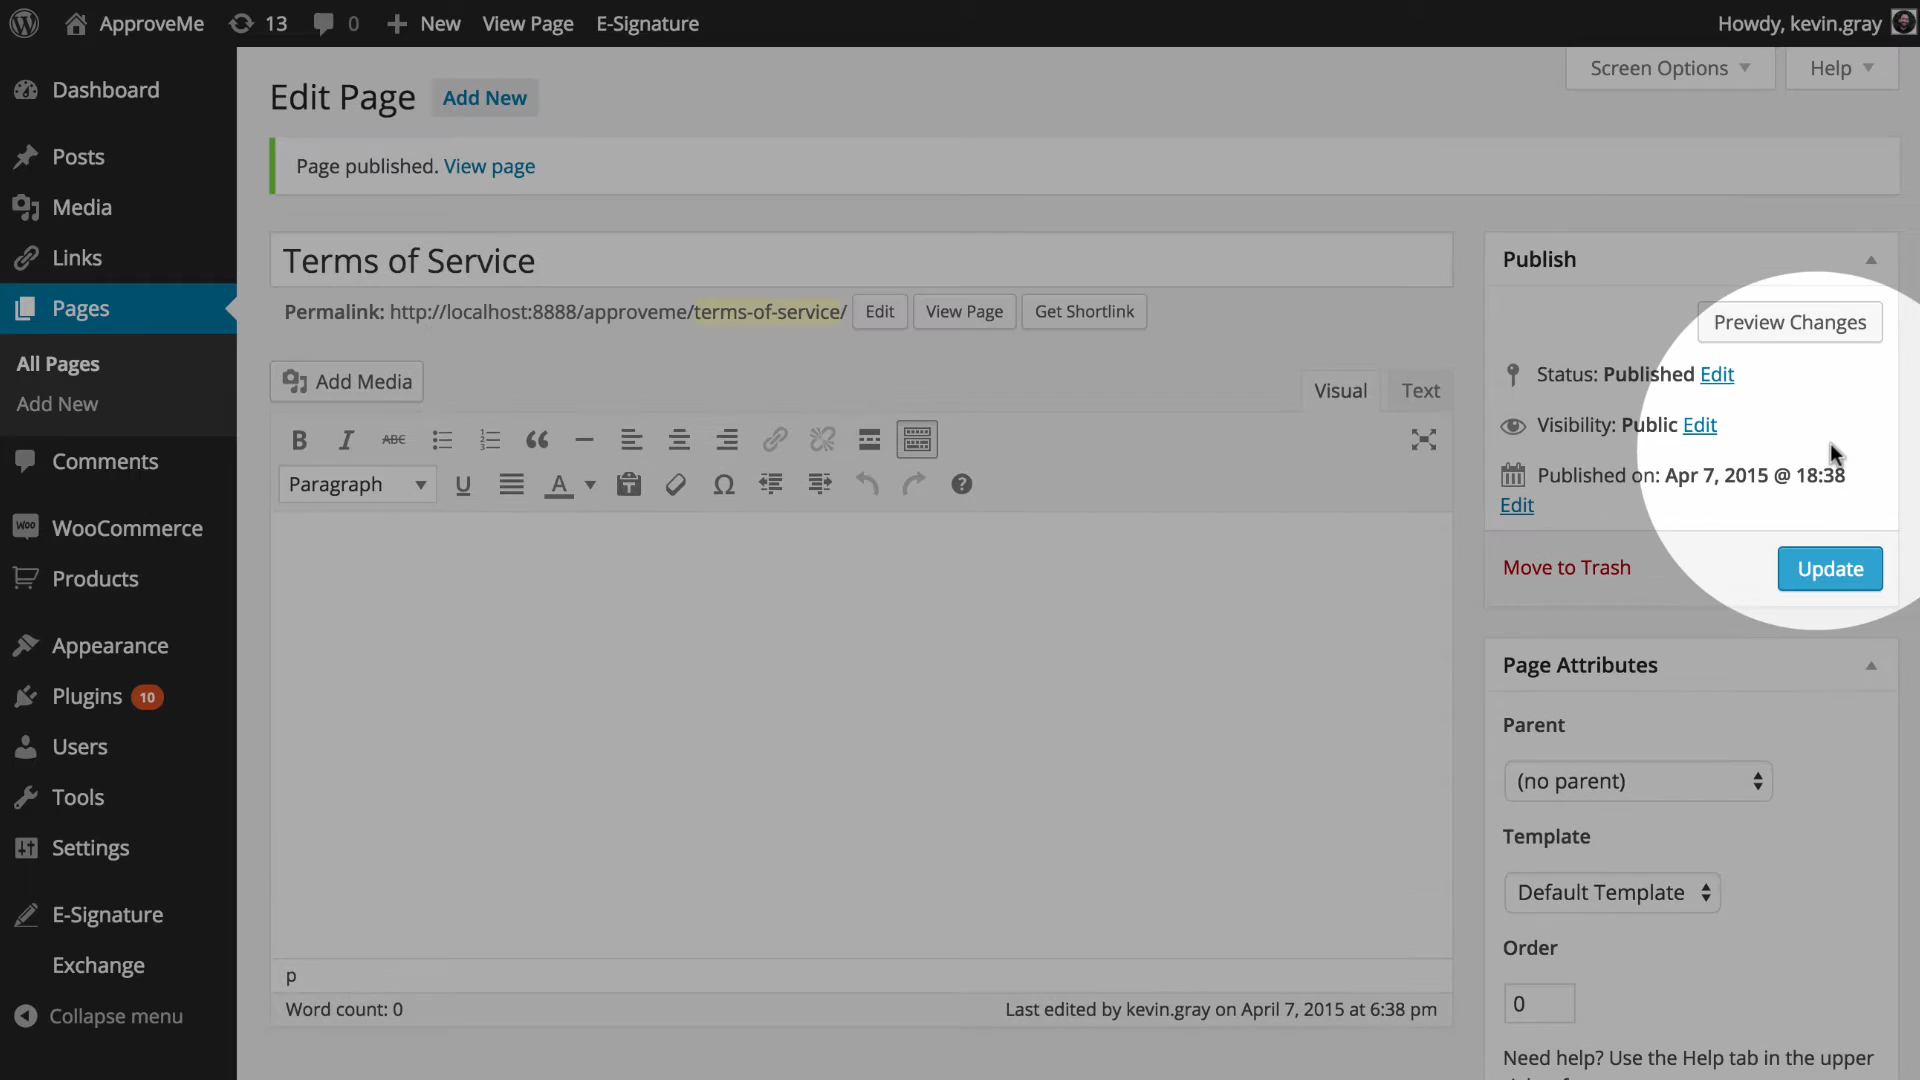 ApproveMe 13 0 New View Page E-Signature Howdy, kevin.gray
Screen Options Help
Dashboard
Posts
Media
Links
Pages
All Pages
Add New
Comments
WooCommerce
Products
Appearance
Plugins 10
Users
Tools
Settings
E-Signature
Exchange
Collapse menu
Edit Page Add New
Page published. View page
Terms of Service
Permalink: http://localhost:8888/approveme/terms-of-service/ Edit View Page Get Shortlink
Add Media
Visual Text
B I ABC
Paragraph U A Ω ?
p
Word count: 0
Last edited by kevin.gray on April 7, 2015 at 6:38 pm
Publish
Preview Changes
Status: Published Edit
Visibility: Public Edit
Published on: Apr 7, 2015 @ 18:38
Edit
Move to Trash Update
Page Attributes
Parent
(no parent)
Template
Default Template
Order
0
Need help? Use the Help tab in the upper